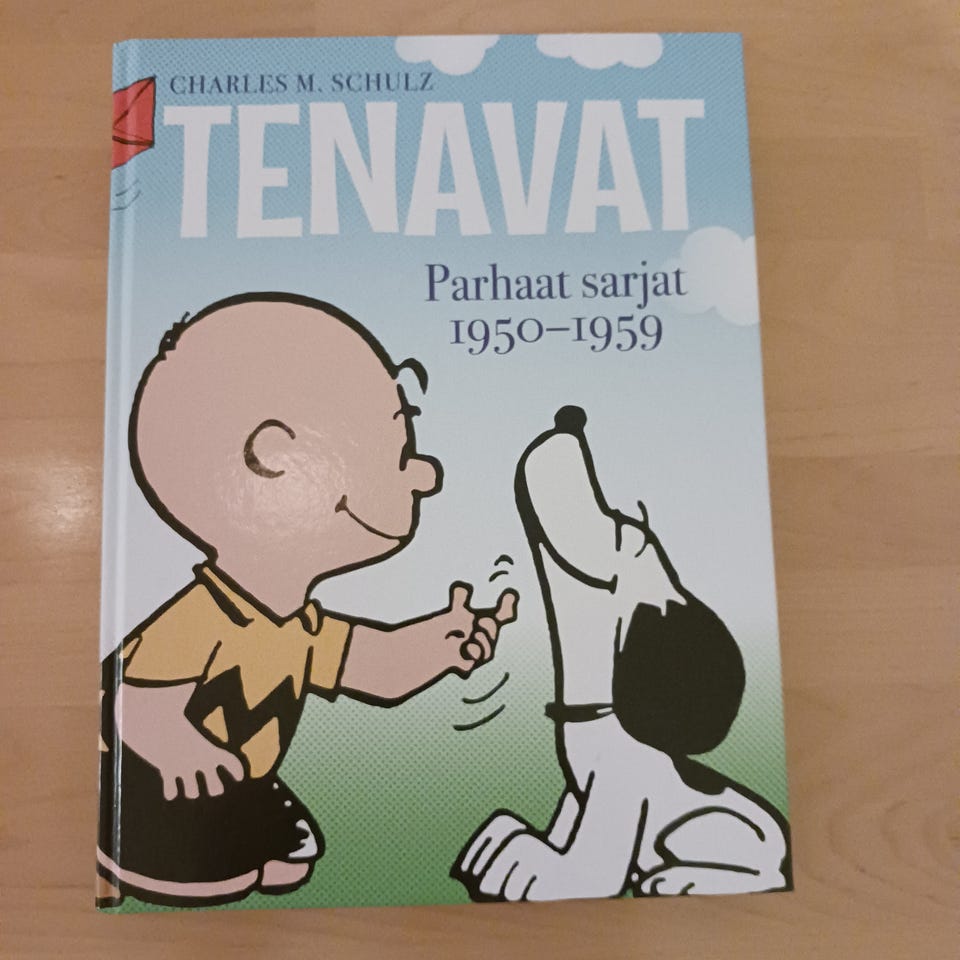 CHARLES M. SCHULZ
TENAVAT
Parhaat sarjat
1950–1959